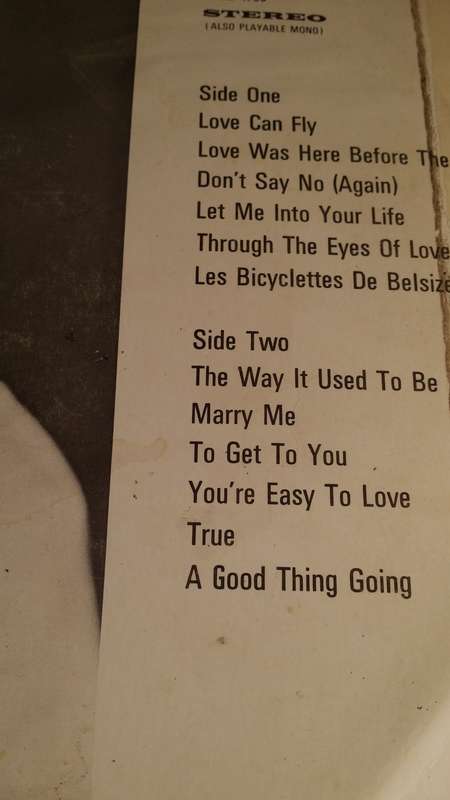 STEREO
(ALSO PLAYABLE MONO)
Side One
Love Can Fly
Love Was Here Before The
Don't Say No (Again)
Let Me Into Your Life
Through The Eyes Of Love
Les Bicyclettes De Belsize
Side Two
The Way It Used To Be
Marry Me
To Get To You
You're Easy To Love
True
A Good Thing Going